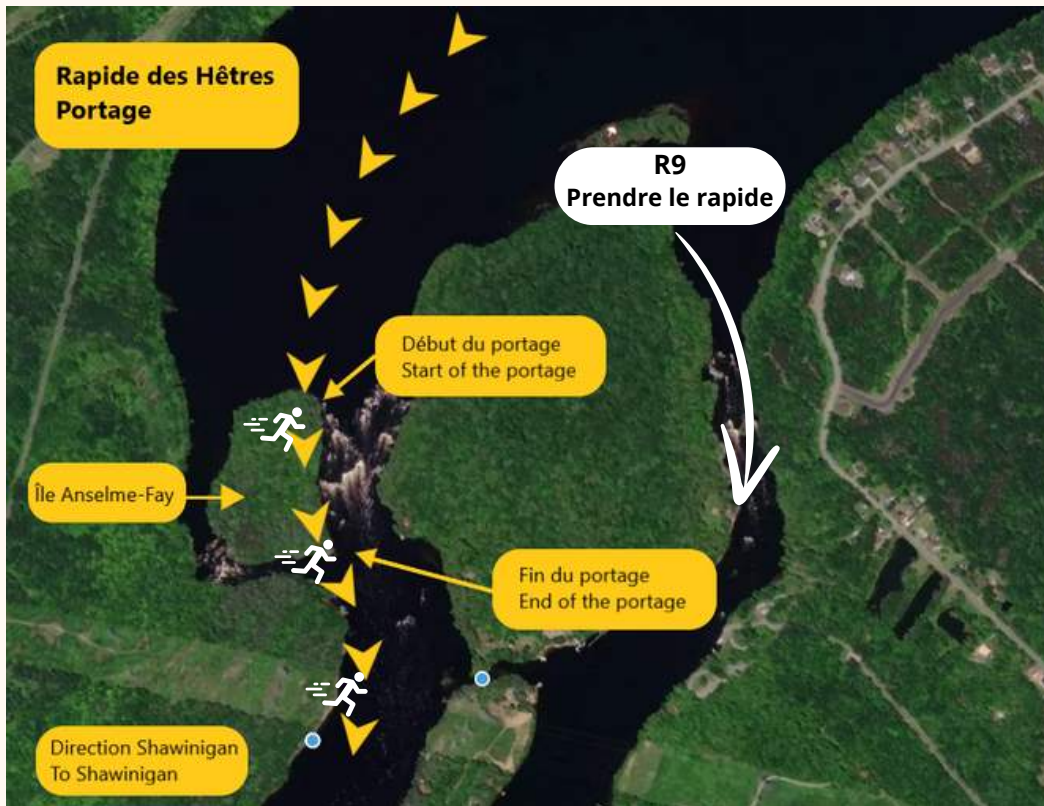 Rapide des Hêtres
Portage
R9
Prendre le rapide
Début du portage
Start of the portage
Île Anselme-Fay
Fin du portage
End of the portage
Direction Shawinigan
To Shawinigan